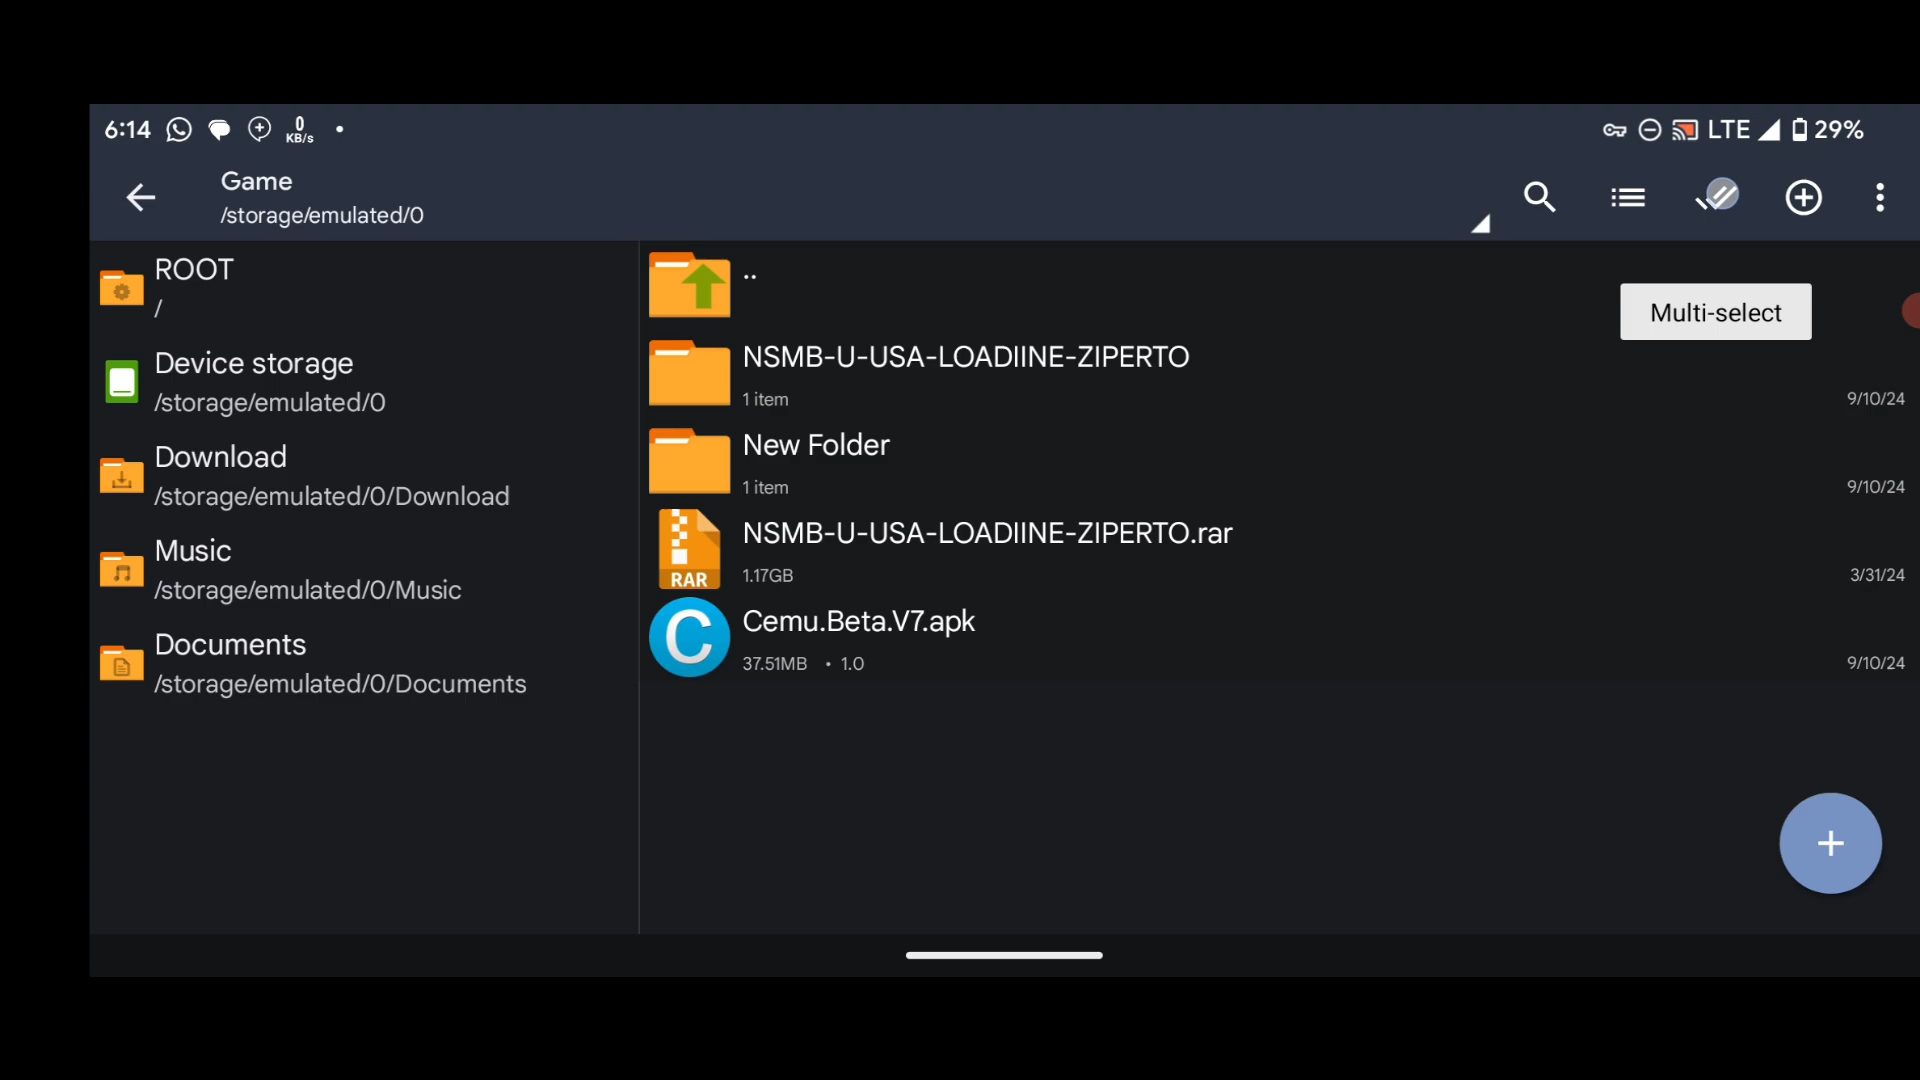 6:14 0 KB/s LTE 29%
Game
/storage/emulated/0
ROOT
/
Device storage
/storage/emulated/0
Download
/storage/emulated/0/Download
Music
/storage/emulated/0/Music
Documents
/storage/emulated/0/Documents
..
Multi-select
NSMB-U-USA-LOADIINE-ZIPERTO
1 item 9/10/24
New Folder
1 item 9/10/24
NSMB-U-USA-LOADIINE-ZIPERTO.rar
RAR 1.17GB 3/31/24
C Cemu.Beta.V7.apk
37.51MB • 1.0 9/10/24